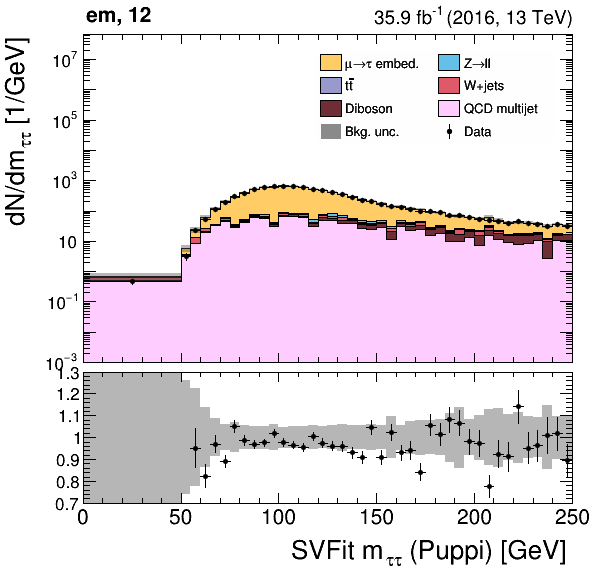 em, 12
35.9 fb⁻¹ (2016, 13 TeV)
dN/dm_ττ [1/GeV]
10⁷
10⁵
10³
10
10⁻¹
10⁻³
μ→τ embed.
Z→ll
tt̄
W+jets
Diboson
QCD multijet
Bkg. unc.
Data
1.3
1.2
1.1
1
0.9
0.8
0.7
0 50 100 150 200 250
SVFit m_ττ (Puppi) [GeV]